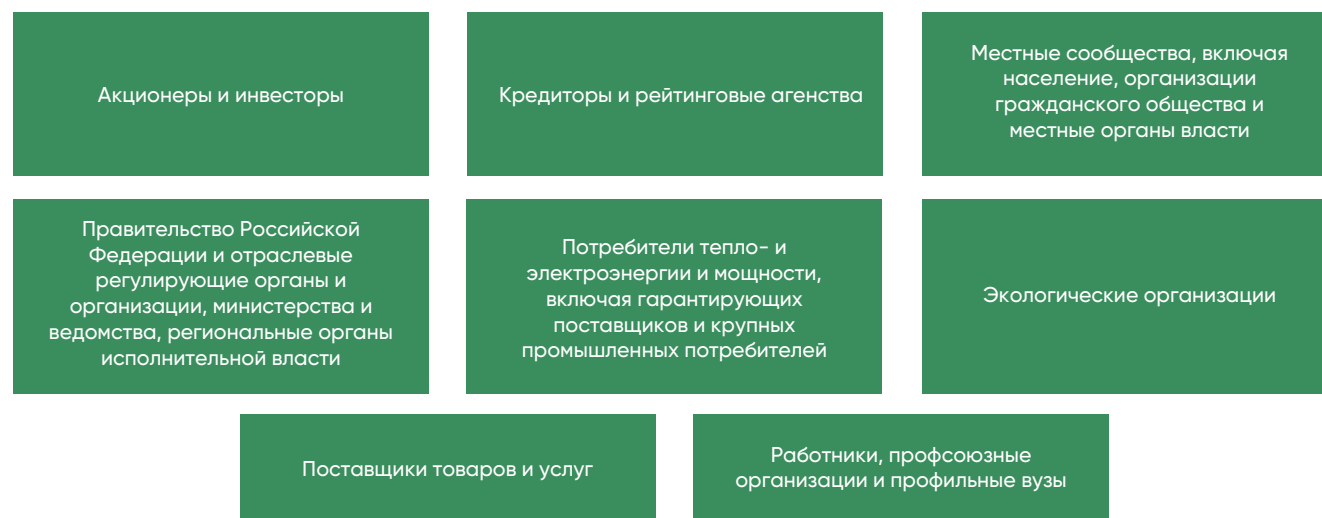 Акционеры и инвесторы
Кредиторы и рейтинговые агенства
Местные сообщества, включая
население, организации
гражданского общества и
местные органы власти
Правительство Российской
Федерации и отраслевые
регулирующие органы и
организации, министерства и
ведомства, региональные органы
исполнительной власти
Потребители тепло- и
электроэнергии и мощности,
включая гарантирующих
поставщиков и крупных
промышленных потребителей
Экологические организации
Поставщики товаров и услуг
Работники, профсоюзные
организации и профильные вузы